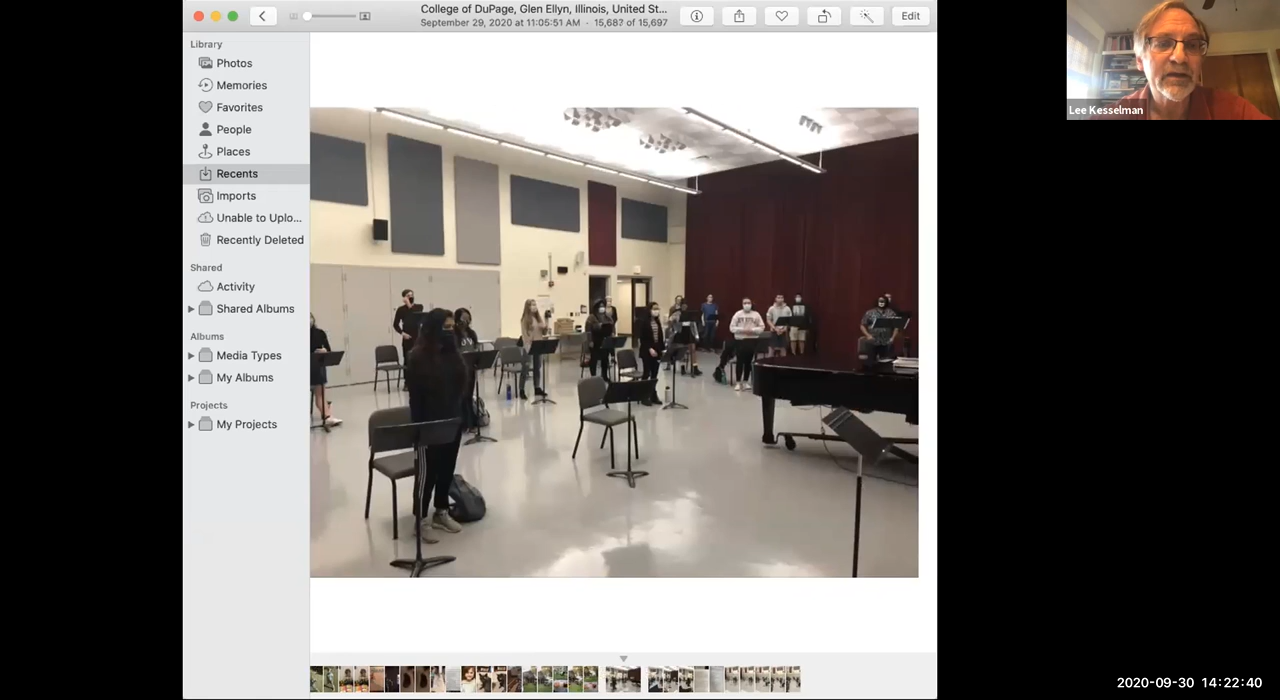 College of DuPage, Glen Ellyn, Illinois, United St...
September 29, 2020 at 11:05:51 AM · 15,687 of 15,697
Edit
Library
Photos
Memories
Favorites
People
Places
Recents
Imports
Unable to Uplo...
Recently Deleted
Shared
Activity
Shared Albums
Albums
Media Types
My Albums
Projects
My Projects
Lee Kesselman
2020-09-30 14:22:40